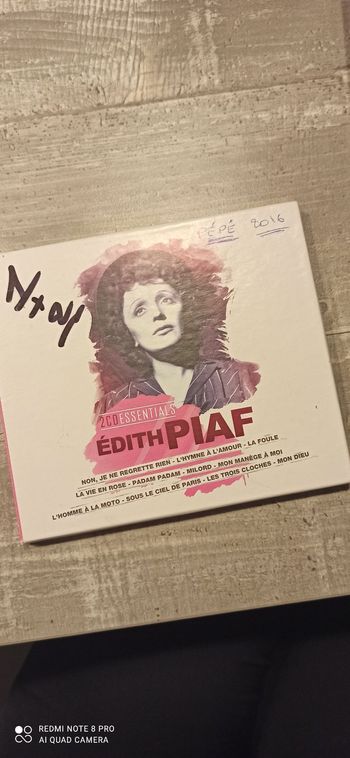 PÉPÉ 2016
2CD ESSENTIALS
ÉDITH PIAF
NON, JE NE REGRETTE RIEN - L'HYMNE À L'AMOUR - LA FOULE
LA VIE EN ROSE - PADAM PADAM - MILORD - MON MANÈGE À MOI
L'HOMME À LA MOTO - SOUS LE CIEL DE PARIS - LES TROIS CLOCHES - MON DIEU
REDMI NOTE 8 PRO
AI QUAD CAMERA